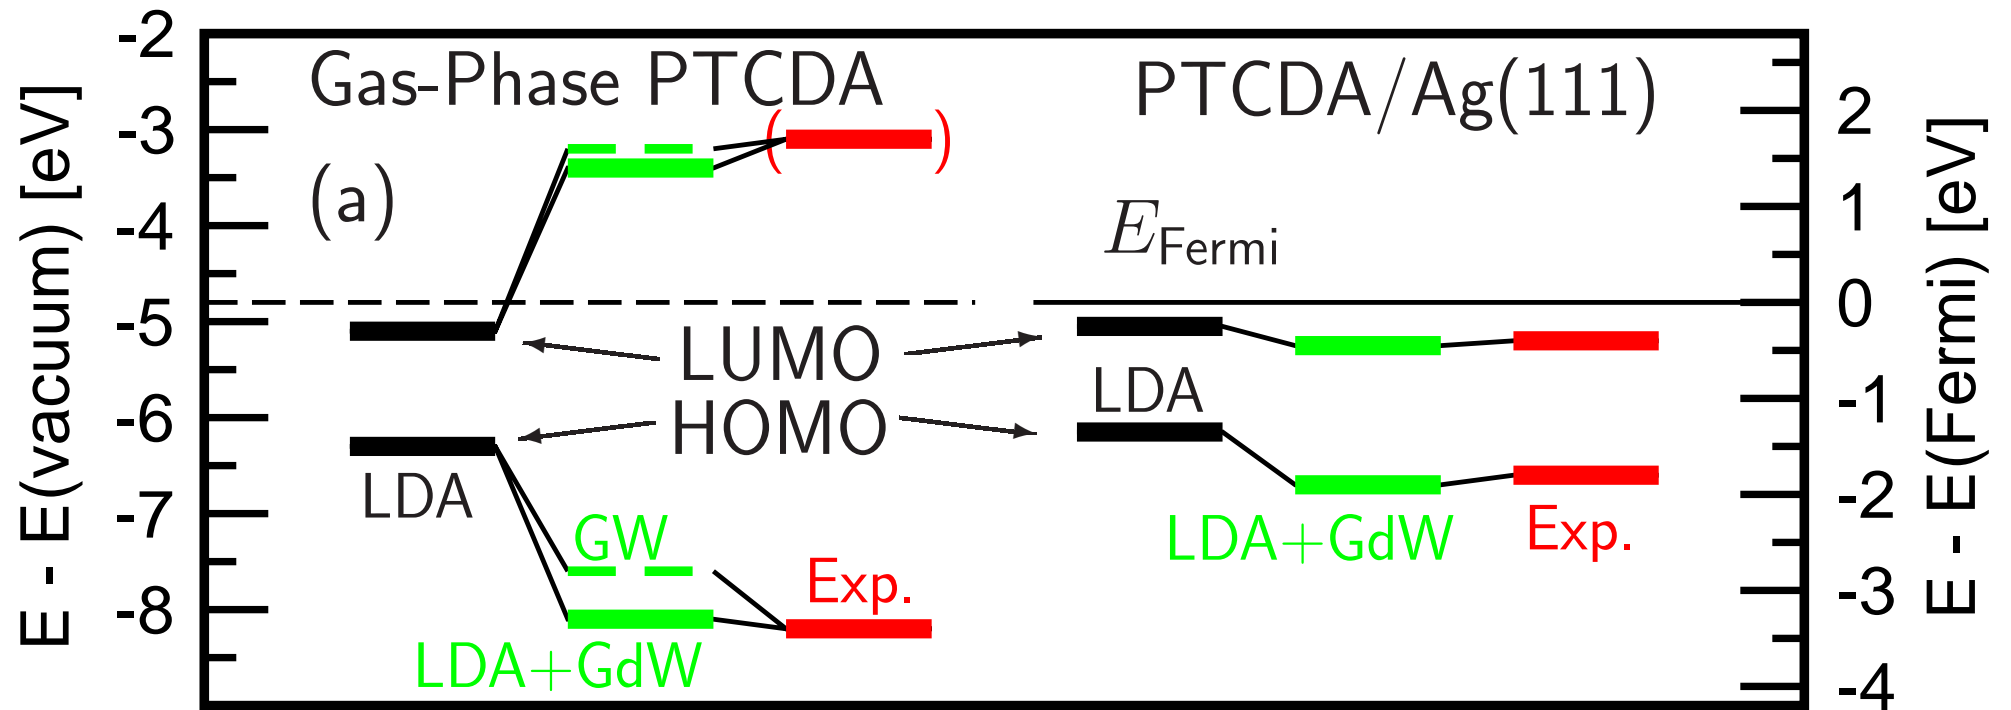 E - E(vacuum) [eV]
-2
-3
-4
-5
-6
-7
-8
Gas-Phase PTCDA
(a)
( )
LUMO
HOMO
LDA
GW
LDA+GdW
Exp.
PTCDA/Ag(111)
EFermi
LDA
LDA+GdW
Exp.
2
1
0
-1
-2
-3
-4
E - E(Fermi) [eV]